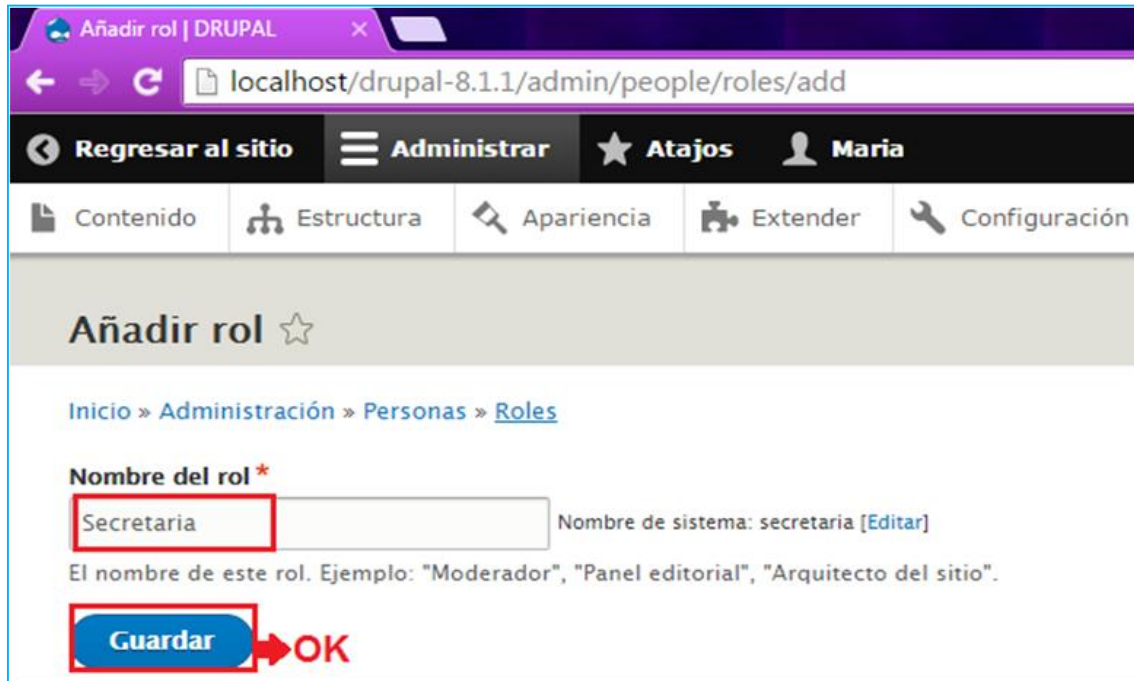 Añadir rol | DRUPAL
localhost/drupal-8.1.1/admin/people/roles/add
Regresar al sitio Administrar Atajos Maria
Contenido Estructura Apariencia Extender Configuración
Añadir rol
Inicio » Administración » Personas » Roles
Nombre del rol *
Secretaria Nombre de sistema: secretaria [Editar]
El nombre de este rol. Ejemplo: "Moderador", "Panel editorial", "Arquitecto del sitio".
Guardar OK